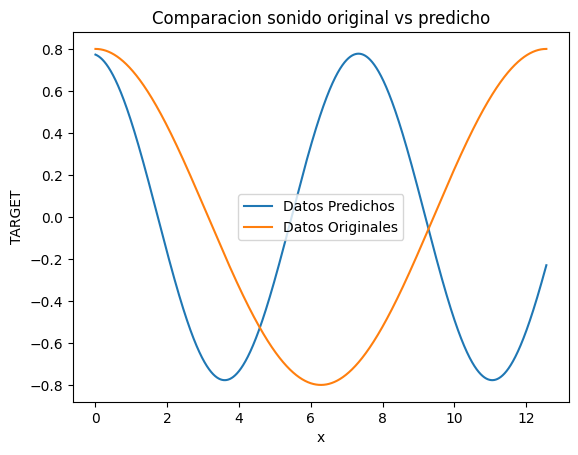 Comparacion sonido original vs predicho
TARGET
0.8
0.6
0.4
0.2
0.0
−0.2
−0.4
−0.6
−0.8
Datos Predichos
Datos Originales
0 2 4 6 8 10 12
x